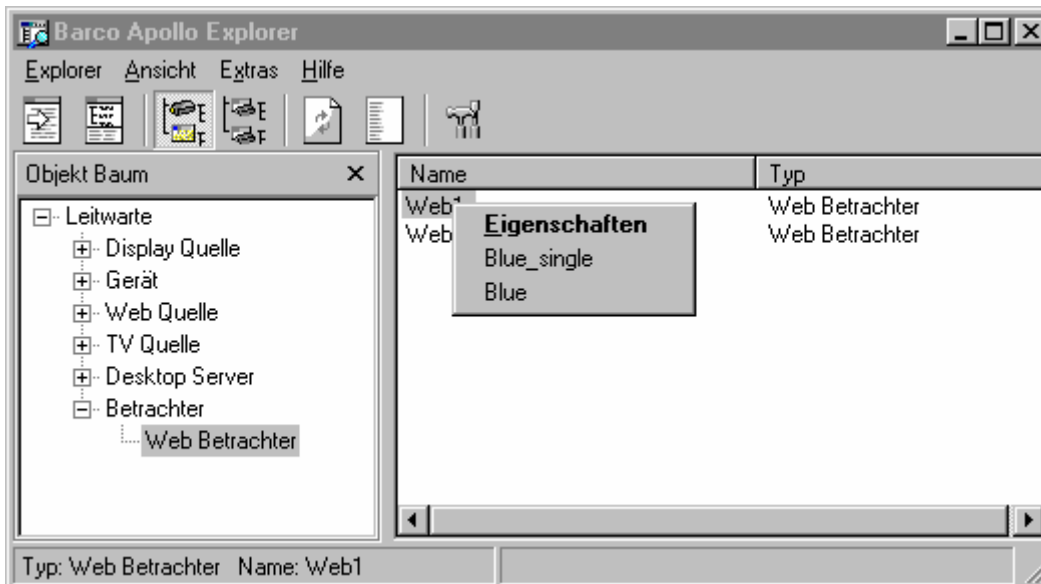 Barco Apollo Explorer
Explorer Ansicht Extras Hilfe
Objekt Baum
Leitwarte
Display Quelle
Gerät
Web Quelle
TV Quelle
Desktop Server
Betrachter
Web Betrachter
Name Typ
Web1 Web Betrachter
Web Web Betrachter
Eigenschaften
Blue_single
Blue
Typ: Web Betrachter Name: Web1